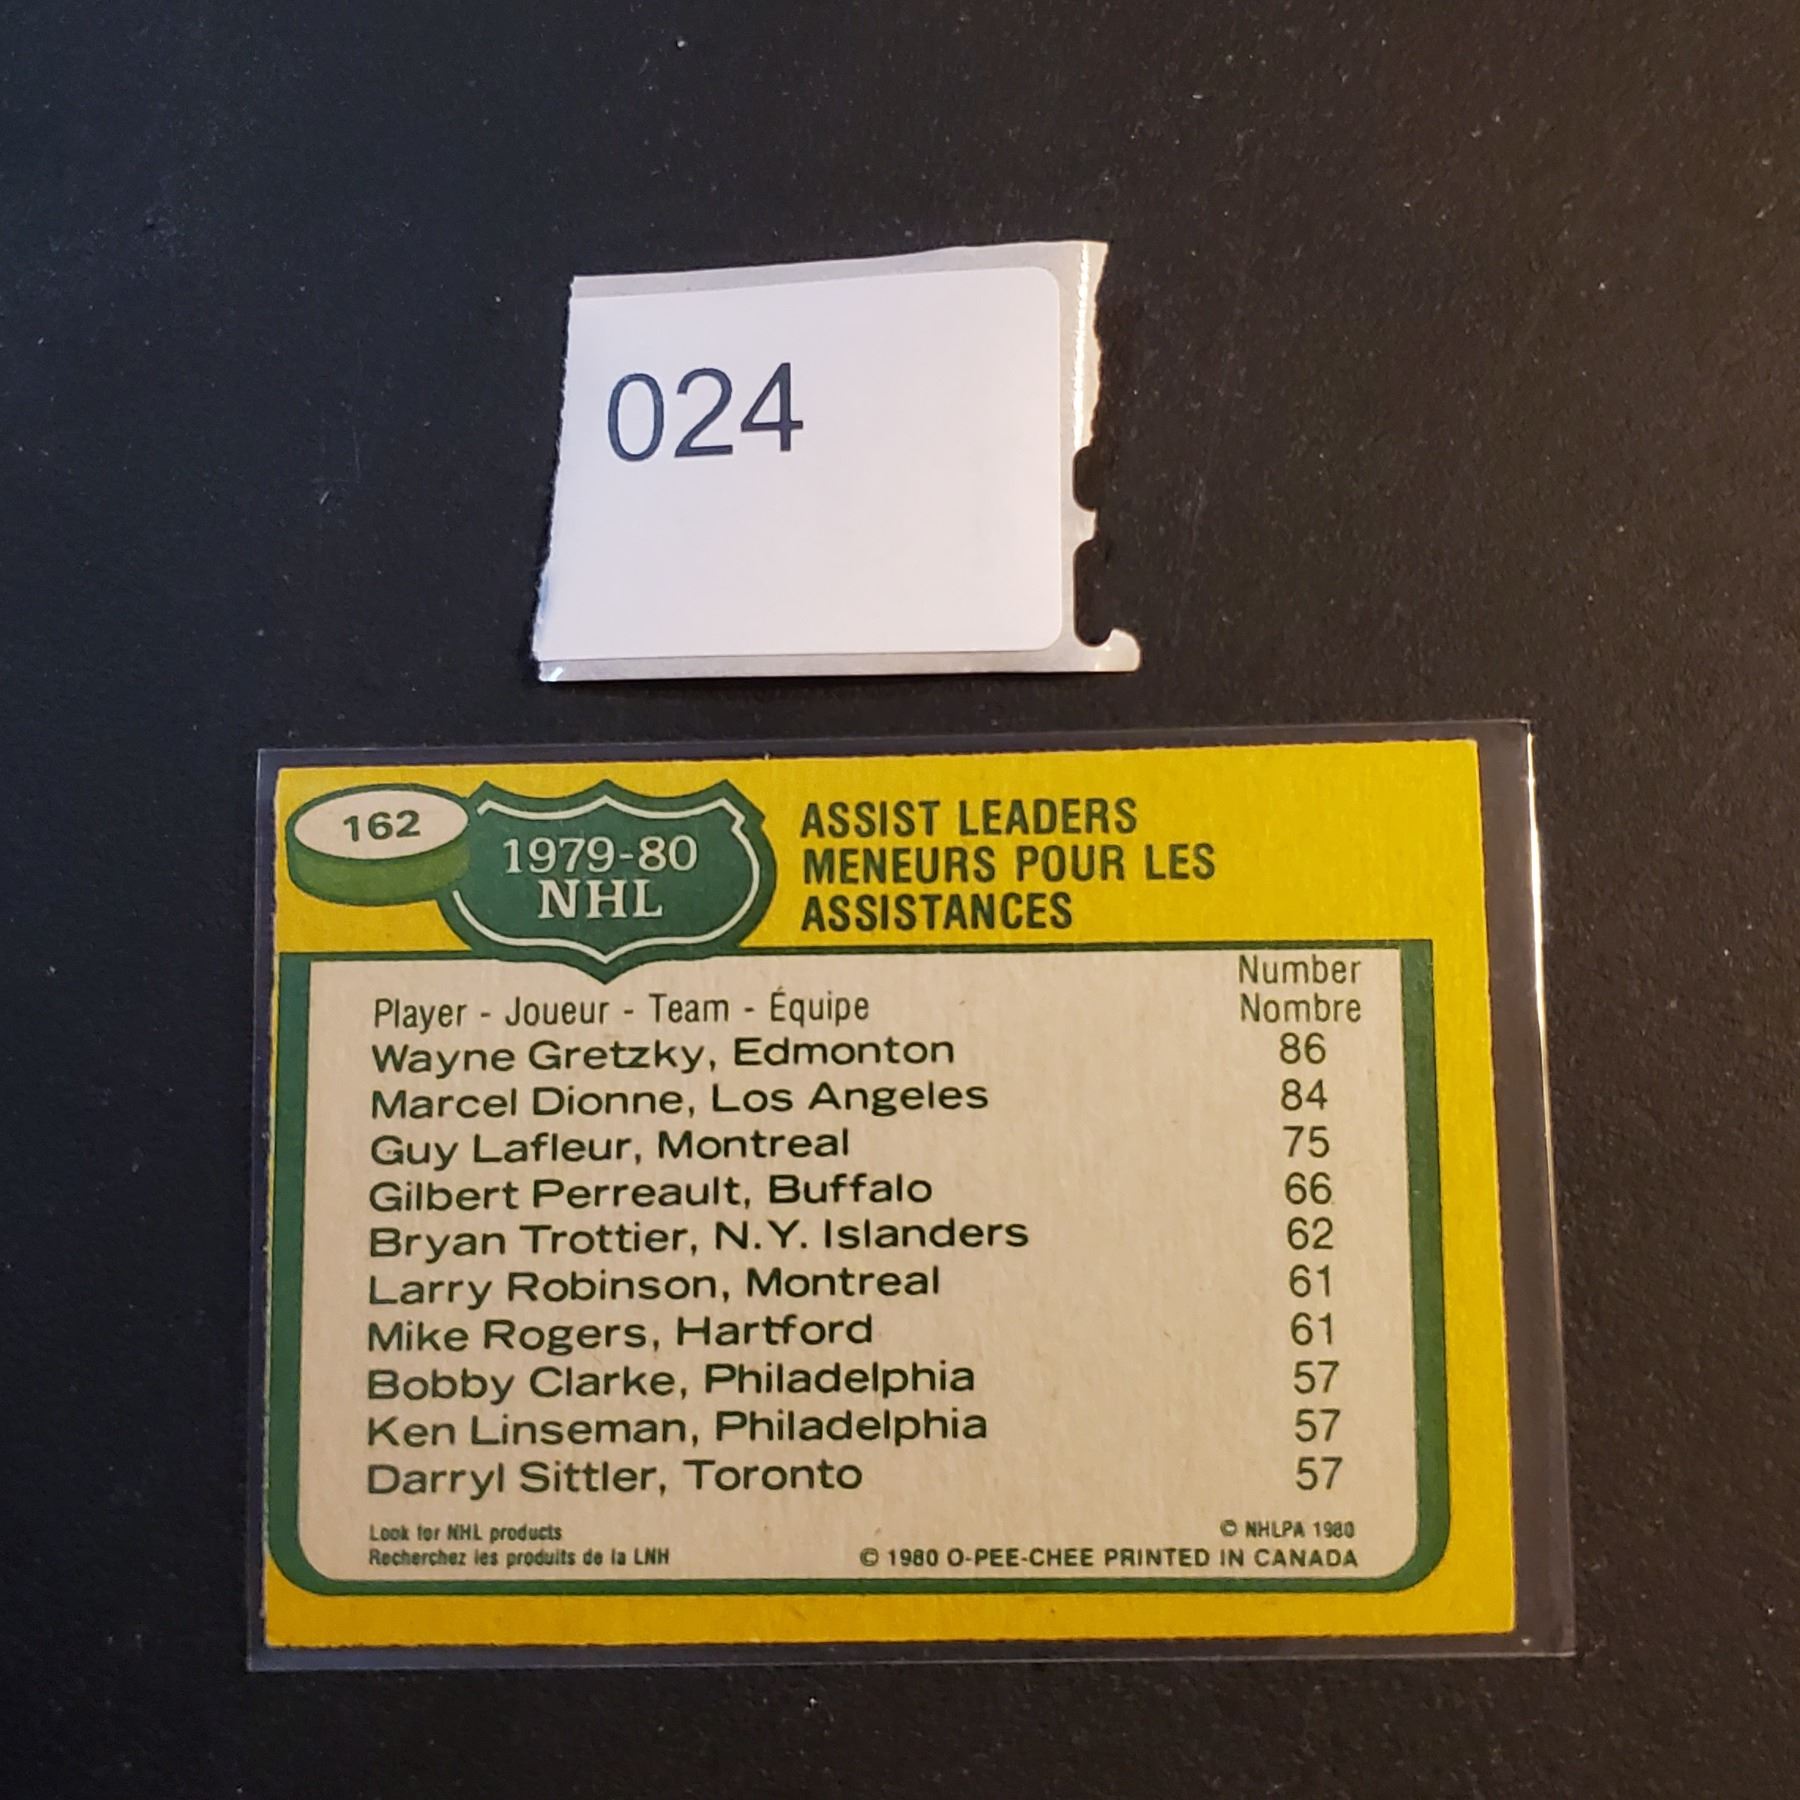 024
162
1979-80
NHL
ASSIST LEADERS
MENEURS POUR LES
ASSISTANCES
Number
Player - Joueur - Team - Équipe Nombre
Wayne Gretzky, Edmonton 86
Marcel Dionne, Los Angeles 84
Guy Lafleur, Montreal 75
Gilbert Perreault, Buffalo 66
Bryan Trottier, N.Y. Islanders 62
Larry Robinson, Montreal 61
Mike Rogers, Hartford 61
Bobby Clarke, Philadelphia 57
Ken Linseman, Philadelphia 57
Darryl Sittler, Toronto 57
Look for NHL products © NHLPA 1980
Recherchez les produits de la LNH © 1980 O-PEE-CHEE PRINTED IN CANADA